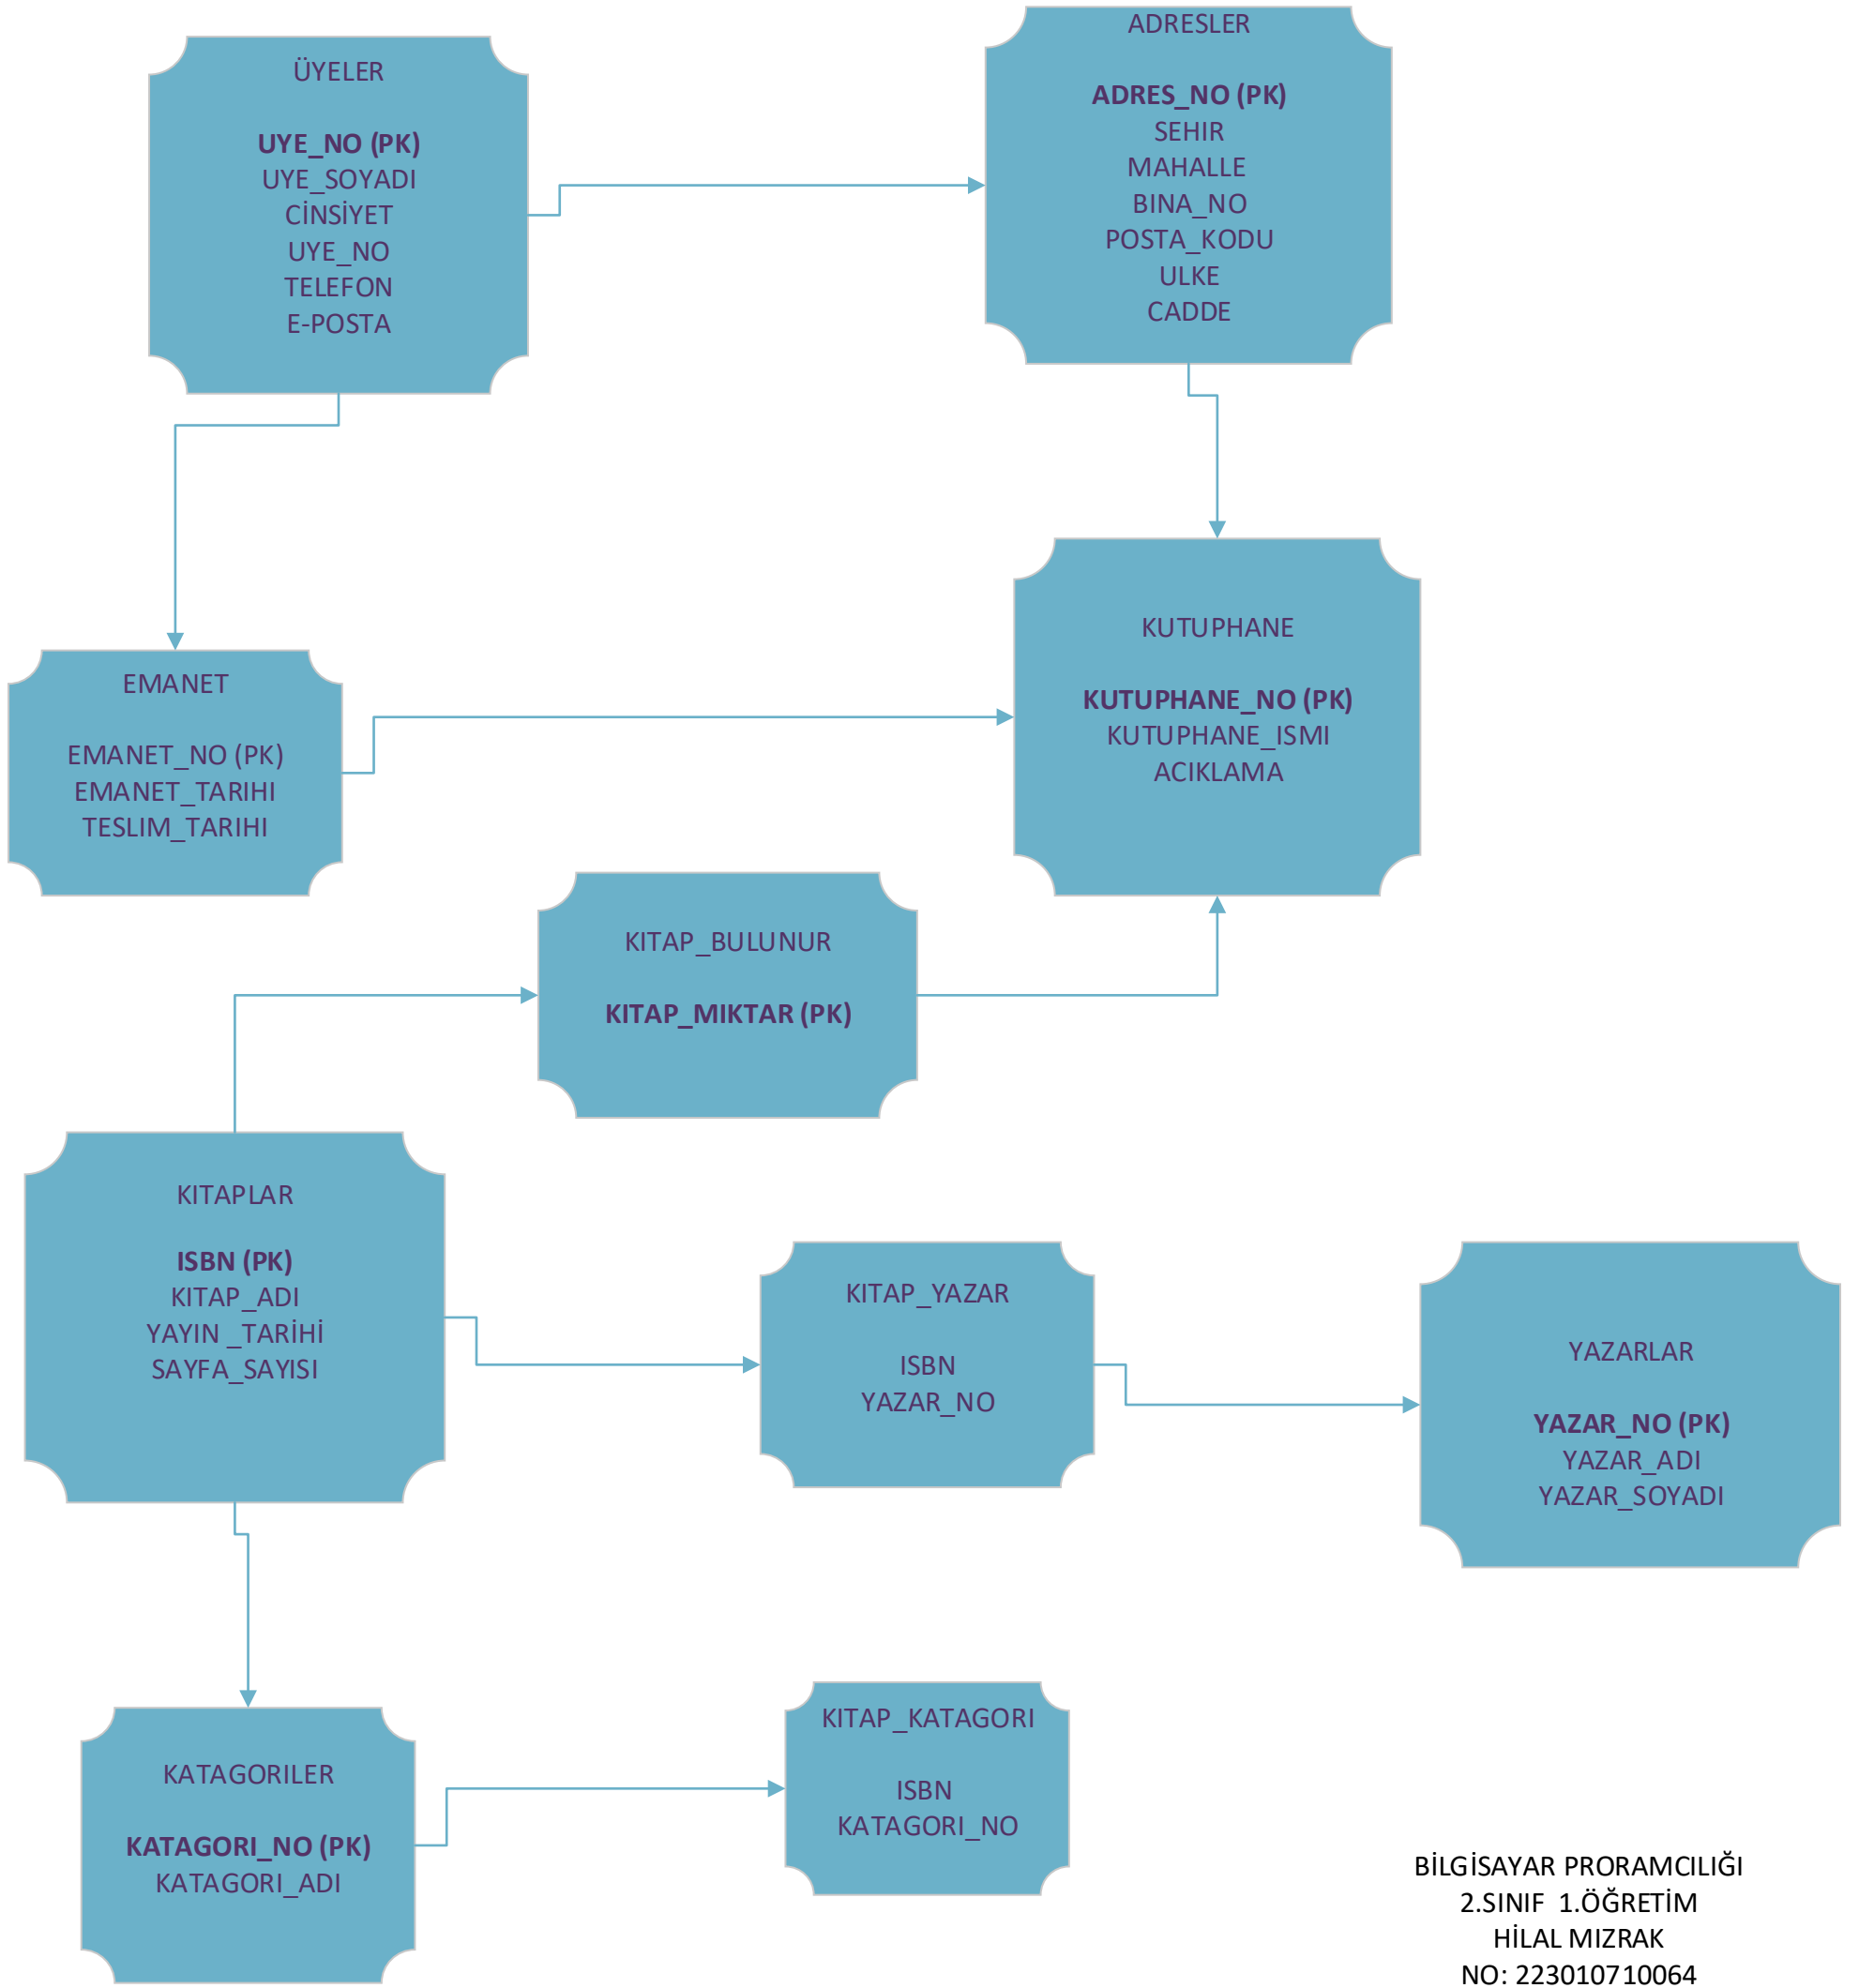 ÜYELER
UYE_NO (PK)
UYE_SOYADI
CİNSİYET
UYE_NO
TELEFON
E-POSTA
ADRESLER
ADRES_NO (PK)
SEHIR
MAHALLE
BINA_NO
POSTA_KODU
ULKE
CADDE
EMANET
EMANET_NO (PK)
EMANET_TARIHI
TESLIM_TARIHI
KUTUPHANE
KUTUPHANE_NO (PK)
KUTUPHANE_ISMI
ACIKLAMA
KITAP_BULUNUR
KITAP_MIKTAR (PK)
KITAPLAR
ISBN (PK)
KITAP_ADI
YAYIN _TARİHİ
SAYFA_SAYISI
KITAP_YAZAR
ISBN
YAZAR_NO
YAZARLAR
YAZAR_NO (PK)
YAZAR_ADI
YAZAR_SOYADI
KATAGORILER
KATAGORI_NO (PK)
KATAGORI_ADI
KITAP_KATAGORI
ISBN
KATAGORI_NO
BİLGİSAYAR PRORAMCILIĞI
2.SINIF 1.ÖĞRETİM
HİLAL MIZRAK
NO: 223010710064